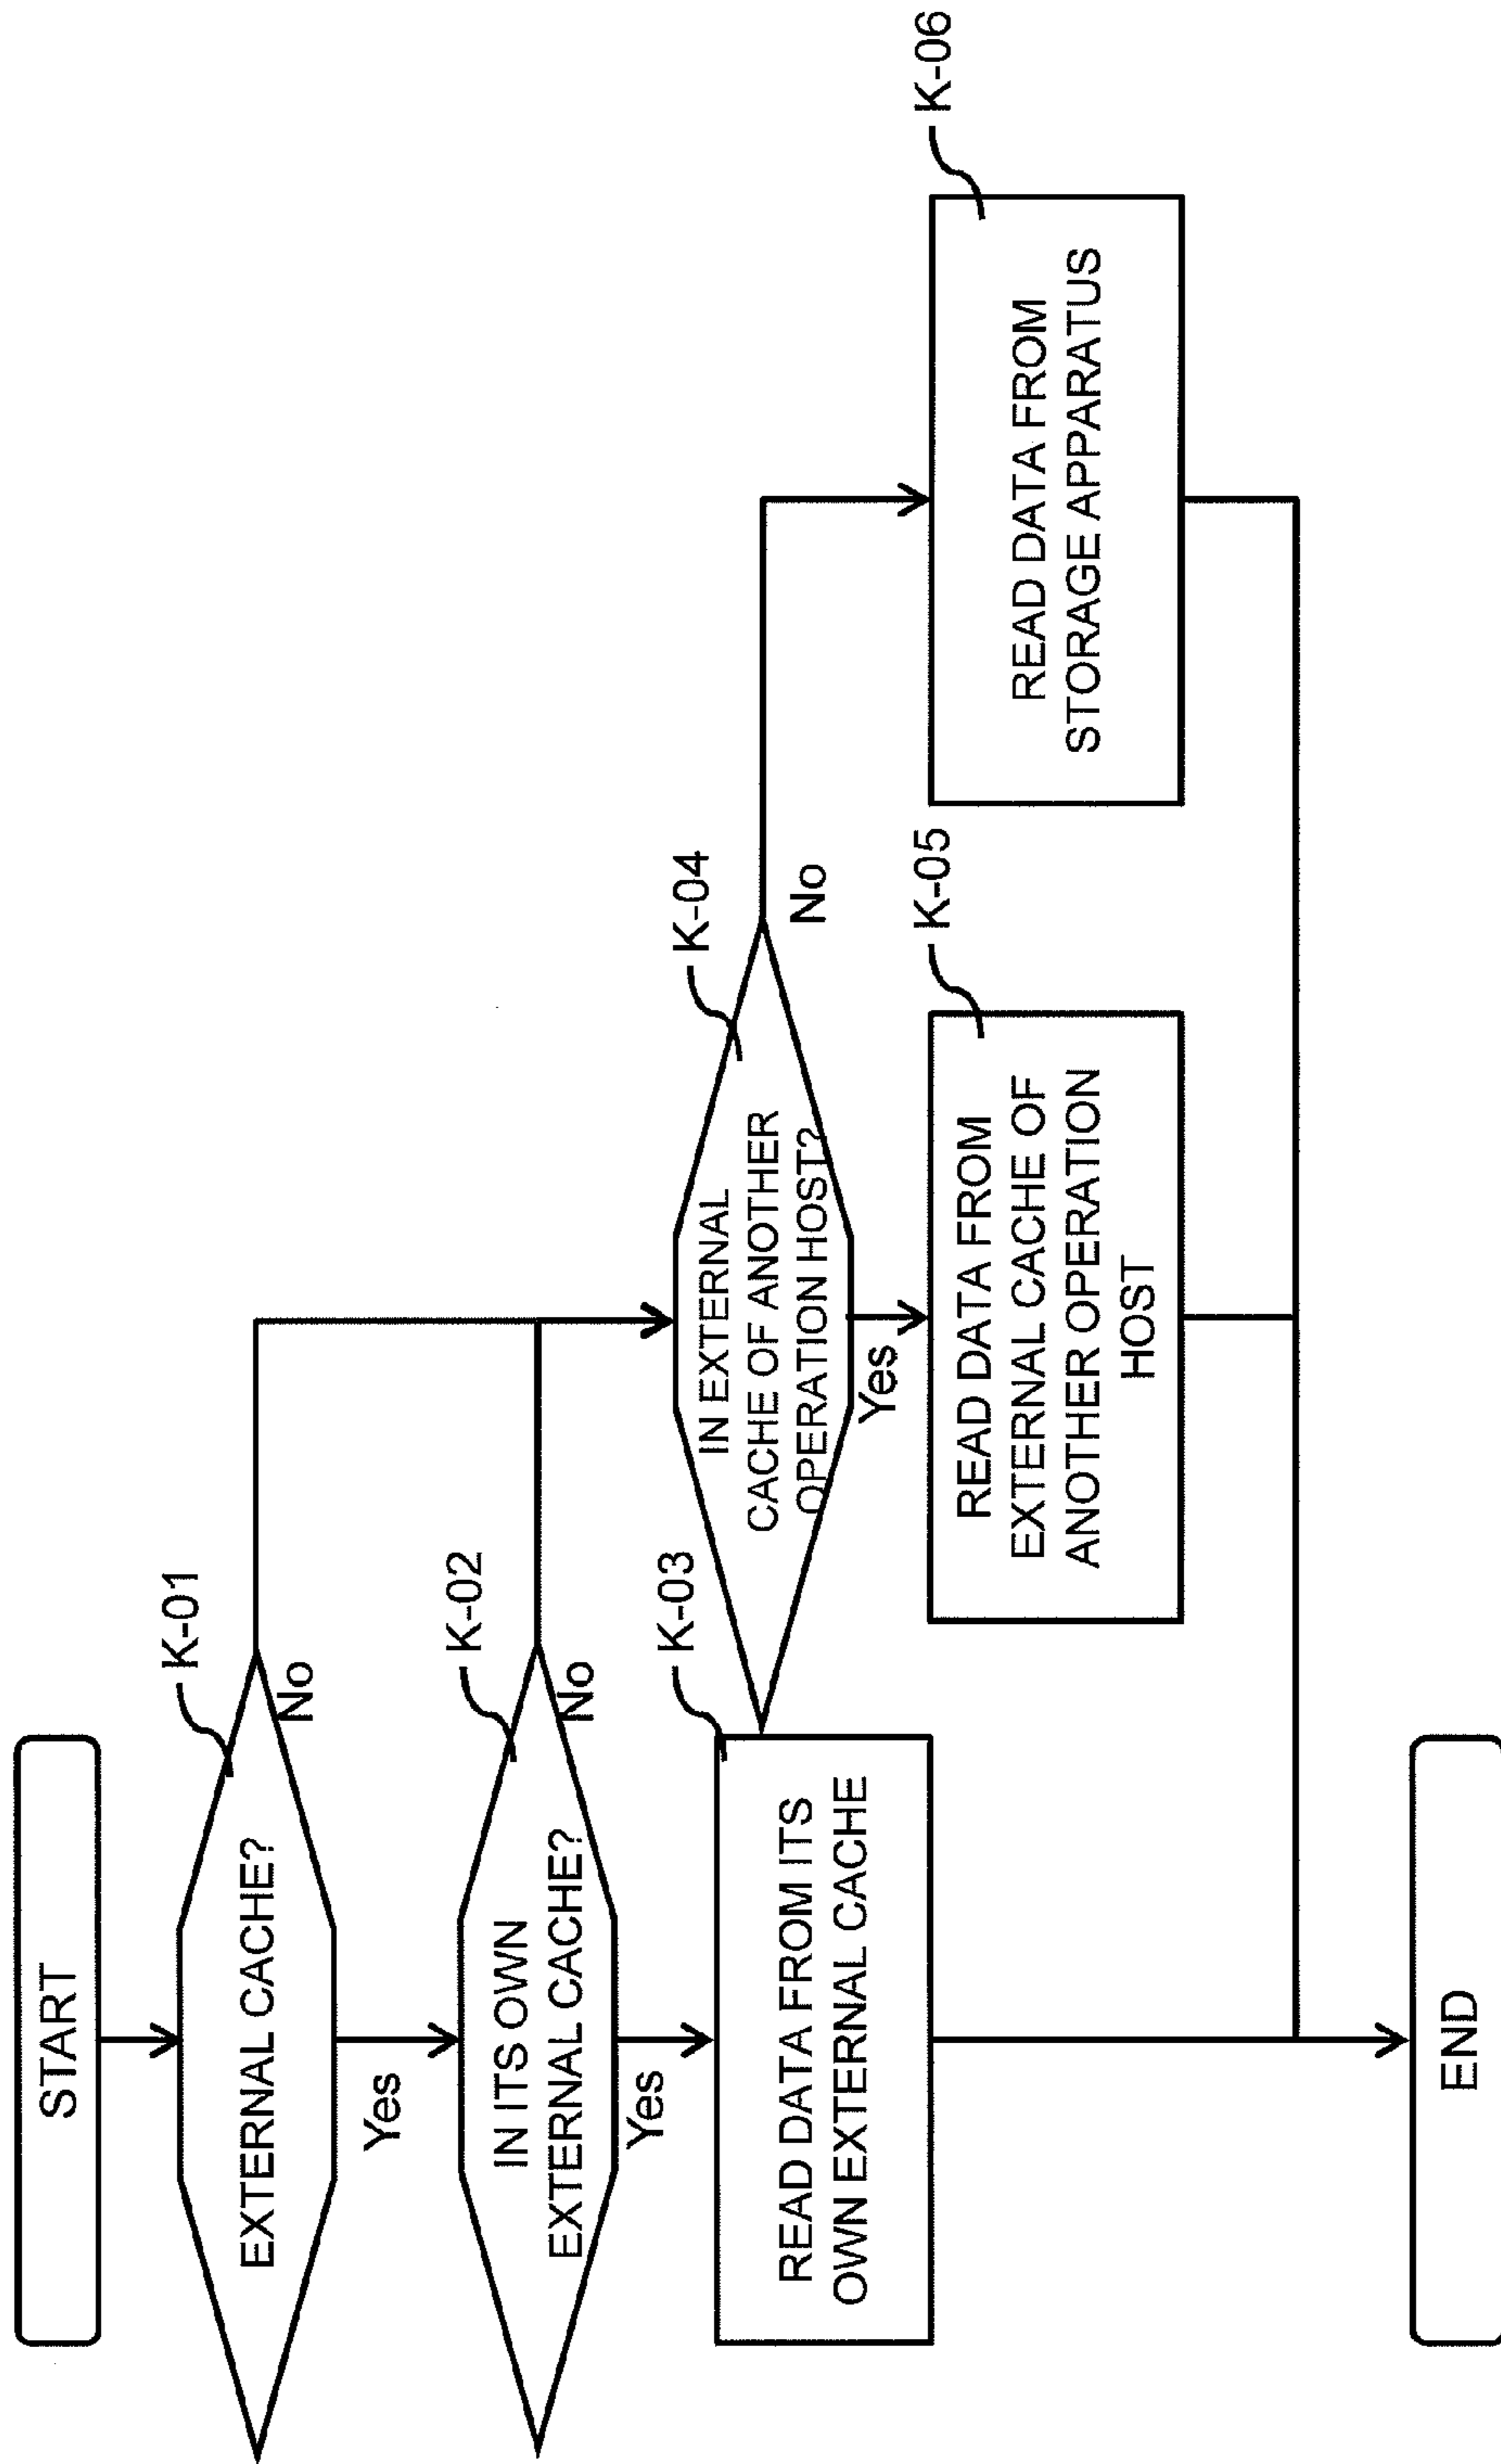 START
K-01
EXTERNAL CACHE?
No
Yes
K-02
IN ITS OWN
EXTERNAL CACHE?
No
Yes
K-03
READ DATA FROM ITS
OWN EXTERNAL CACHE
K-04
IN EXTERNAL
CACHE OF ANOTHER
OPERATION HOST?
No
Yes
K-05
READ DATA FROM
EXTERNAL CACHE OF
ANOTHER OPERATION
HOST
K-06
READ DATA FROM
STORAGE APPARATUS
END